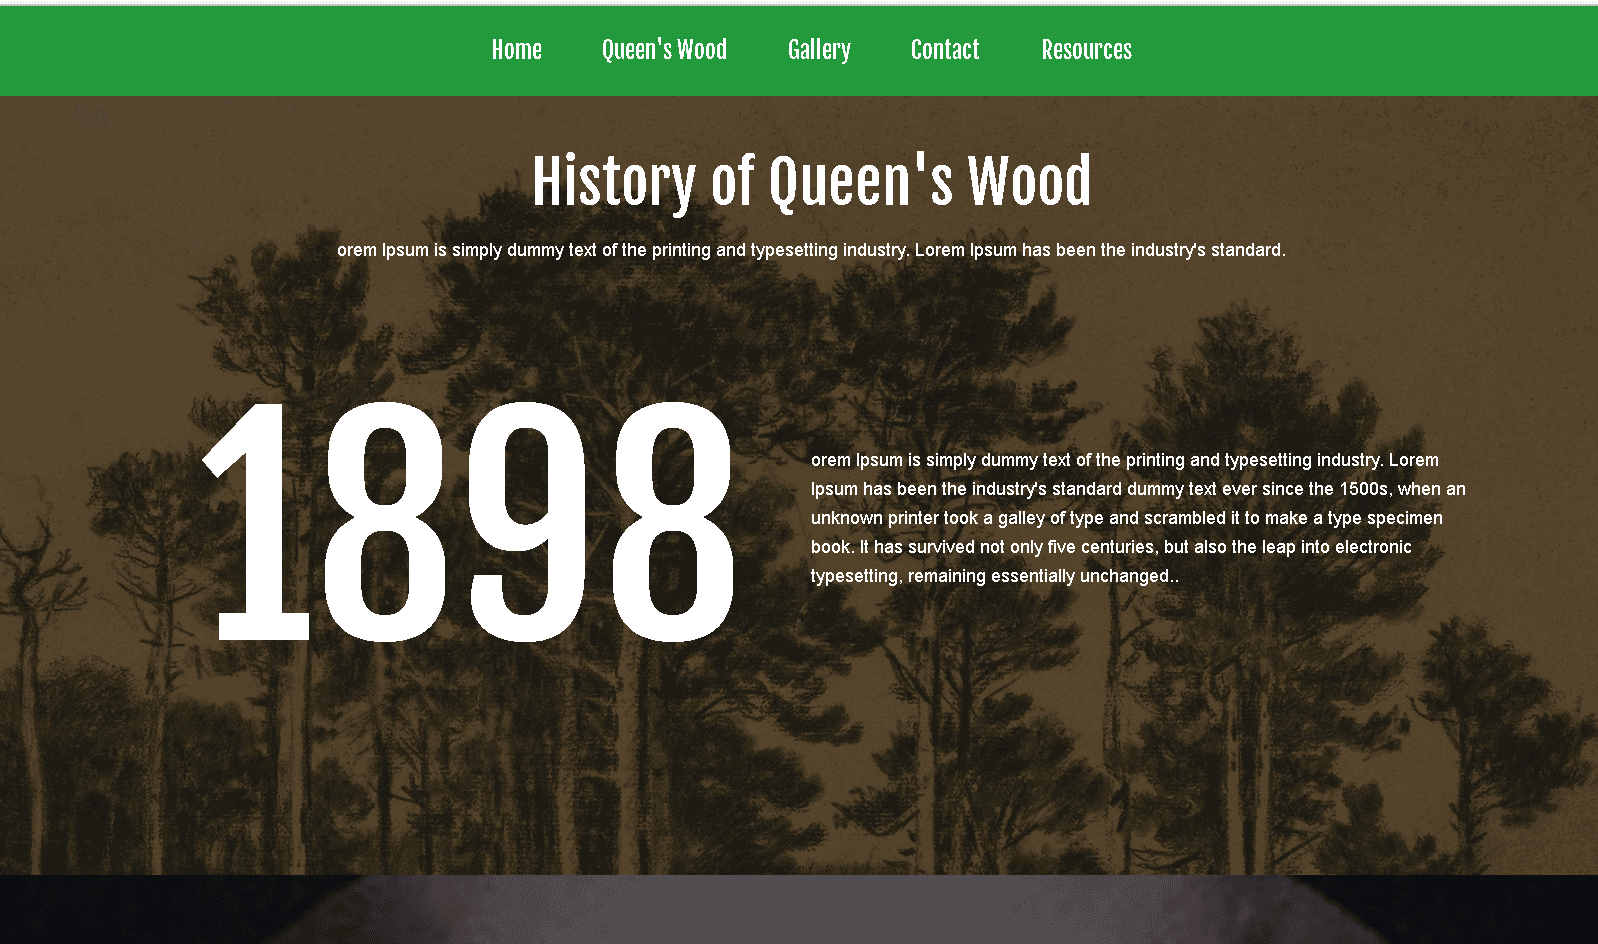 Home Queen's Wood Gallery Contact Resources
History of Queen's Wood
orem Ipsum is simply dummy text of the printing and typesetting industry. Lorem Ipsum has been the industry's standard.
1898
orem Ipsum is simply dummy text of the printing and typesetting industry. Lorem
Ipsum has been the industry's standard dummy text ever since the 1500s, when an
unknown printer took a galley of type and scrambled it to make a type specimen
book. It has survived not only five centuries, but also the leap into electronic
typesetting, remaining essentially unchanged..